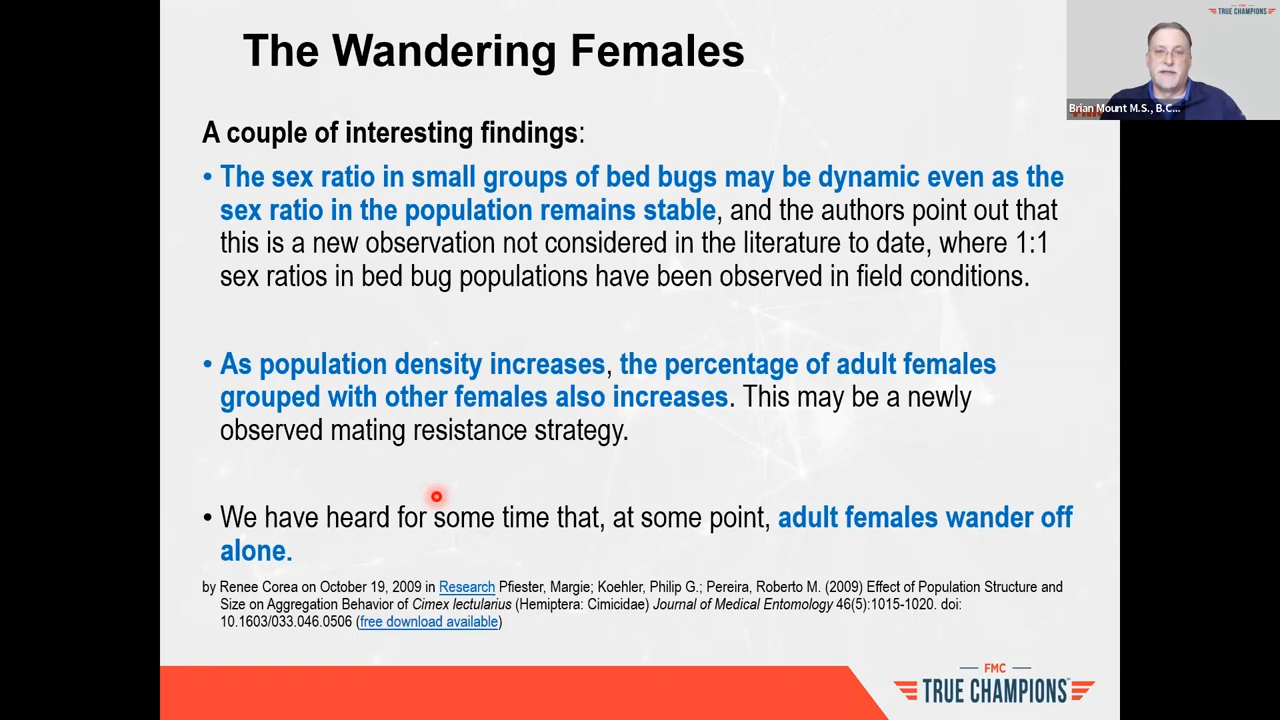 The Wandering Females
A couple of interesting findings:
• The sex ratio in small groups of bed bugs may be dynamic even as the
sex ratio in the population remains stable, and the authors point out that
this is a new observation not considered in the literature to date, where 1:1
sex ratios in bed bug populations have been observed in field conditions.
• As population density increases, the percentage of adult females
grouped with other females also increases. This may be a newly
observed mating resistance strategy.
• We have heard for some time that, at some point, adult females wander off
alone.
by Renee Corea on October 19, 2009 in Research Pfiester, Margie; Koehler, Philip G.; Pereira, Roberto M. (2009) Effect of Population Structure and
Size on Aggregation Behavior of Cimex lectularius (Hemiptera: Cimicidae) Journal of Medical Entomology 46(5):1015-1020. doi:
10.1603/033.046.0506 (free download available)
FMC
TRUE CHAMPIONS™
FMC
TRUE CHAMPIONS
Brian Mount M.S., B.C...